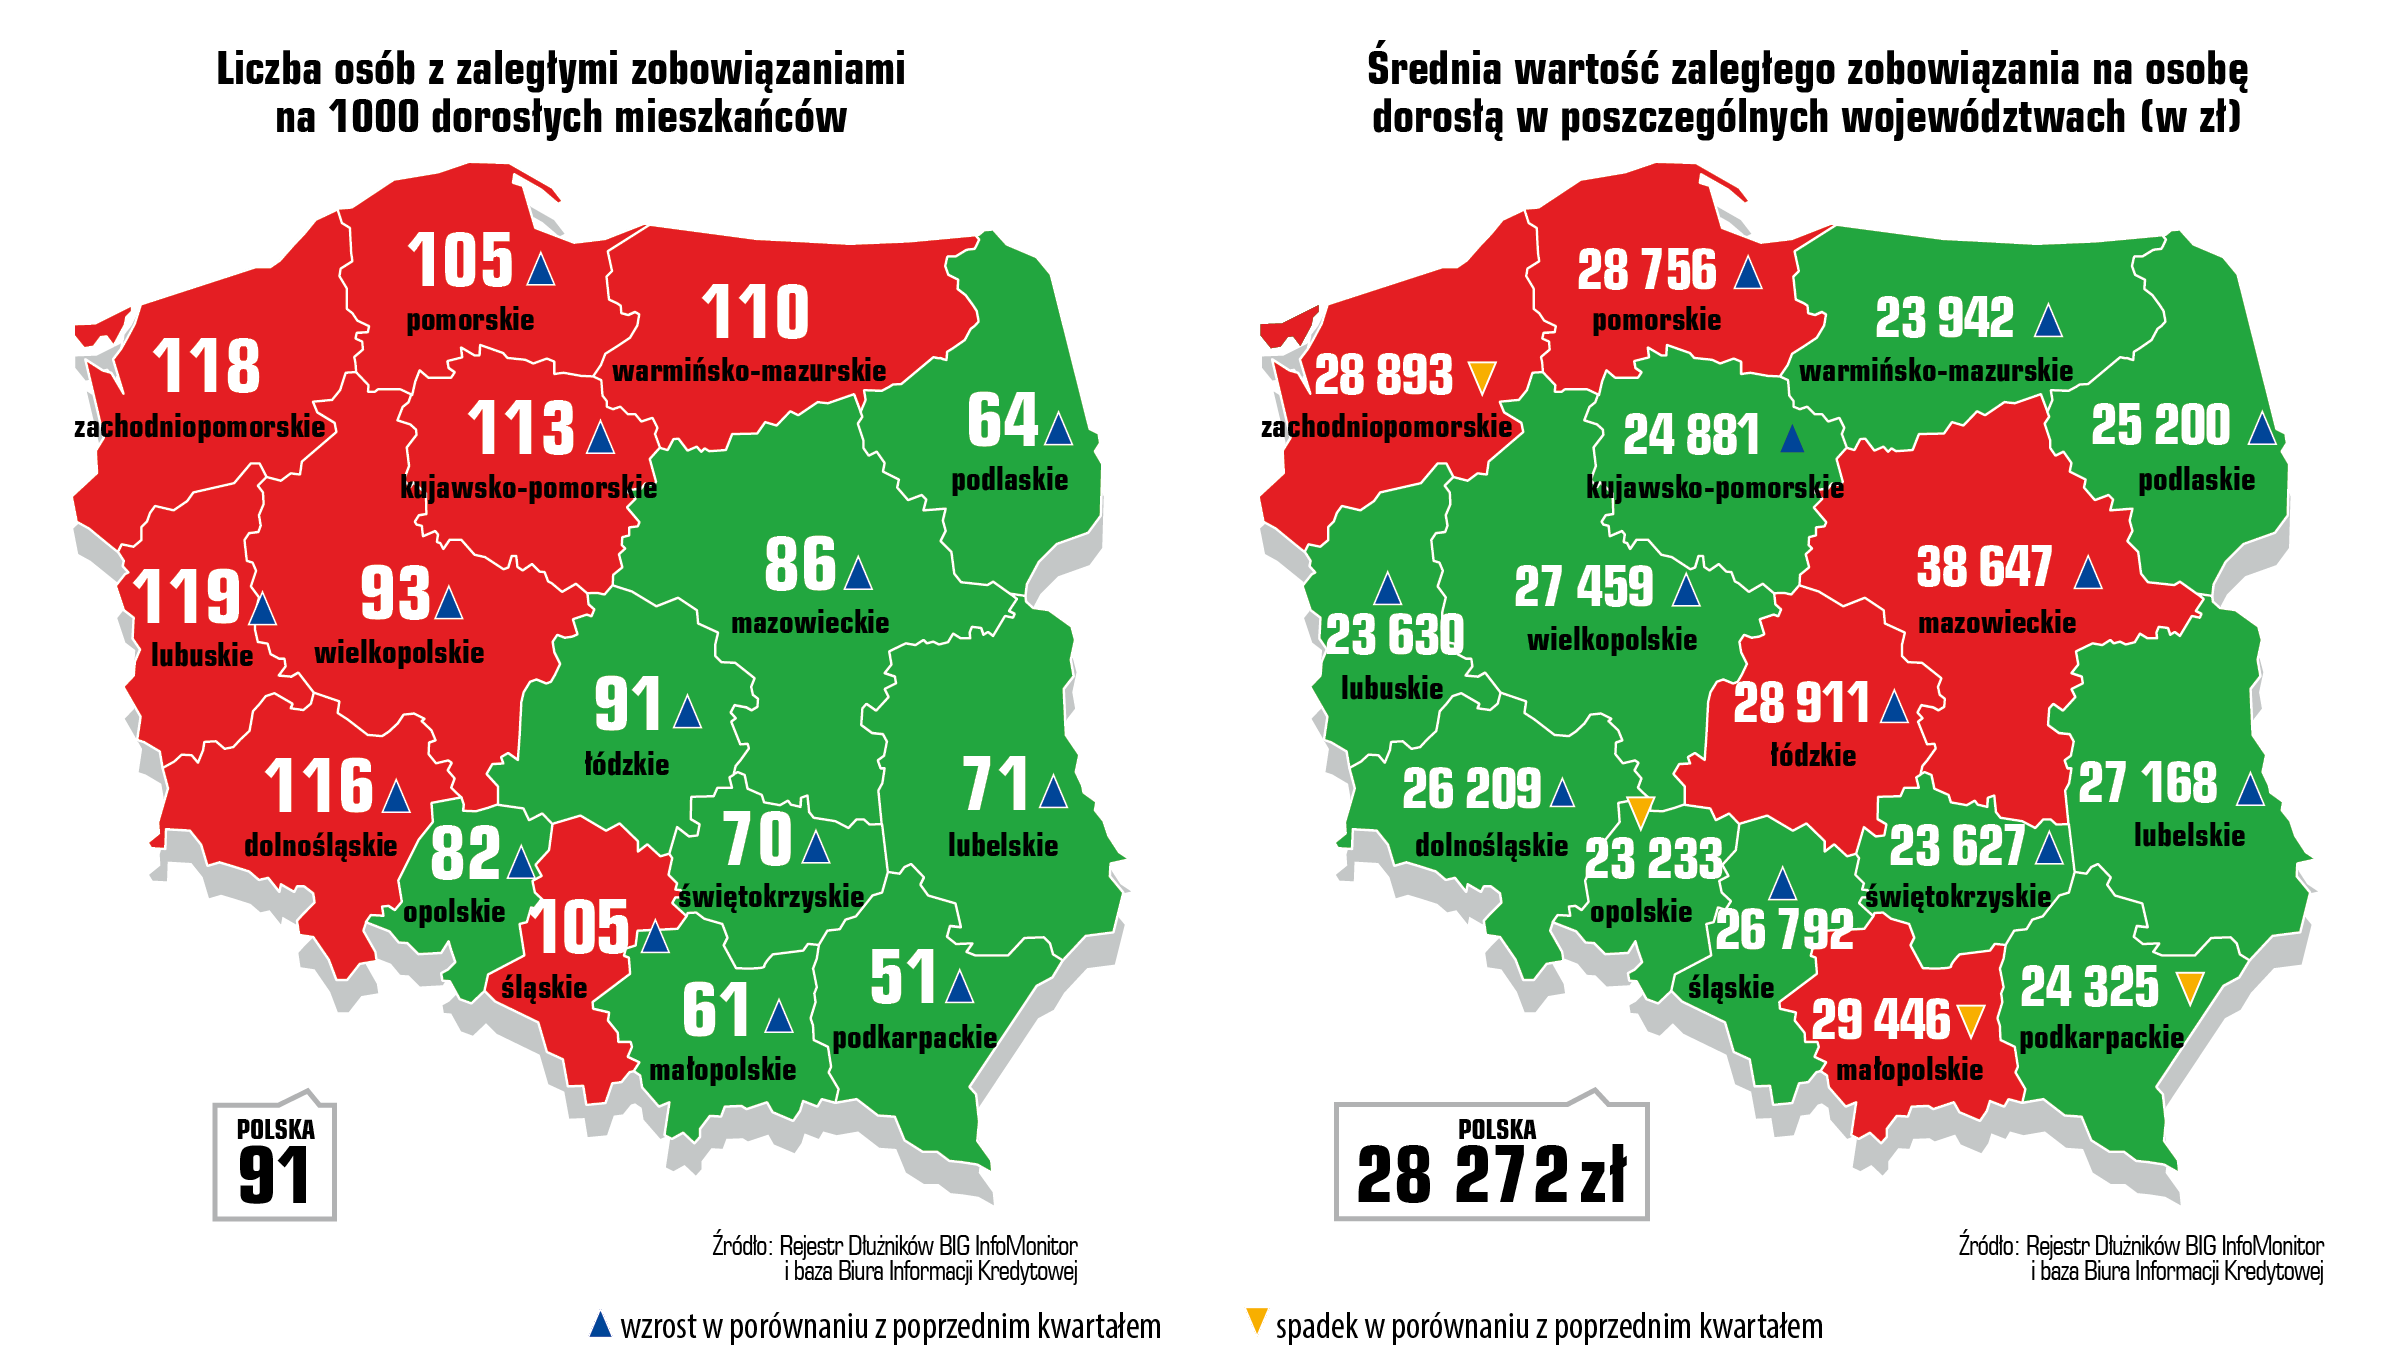 Liczba osób z zaległymi zobowiązaniami
na 1000 dorosłych mieszkańców
105
pomorskie
110
warmińsko-mazurskie
118
zachodniopomorskie
113
kujawsko-pomorskie
64
podlaskie
86
mazowieckie
119
lubuskie
93
wielkopolskie
91
łódzkie
116
dolnośląskie
82
opolskie
70
świętokrzyskie
71
lubelskie
105
śląskie
61
małopolskie
51
podkarpackie
POLSKA
91
Źródło: Rejestr Dłużników BIG InfoMonitor
i baza Biura Informacji Kredytowej
Średnia wartość zaległego zobowiązania na osobę
dorosłą w poszczególnych województwach (w zł)
28 756
pomorskie
23 942
warmińsko-mazurskie
28 893
zachodniopomorskie
24 881
kujawsko-pomorskie
25 200
podlaskie
38 647
mazowieckie
23 630
lubuskie
27 459
wielkopolskie
28 911
łódzkie
26 209
dolnośląskie
23 233
opolskie
23 627
świętokrzyskie
27 168
lubelskie
26 792
śląskie
29 446
małopolskie
24 325
podkarpackie
POLSKA
28 272 zł
Źródło: Rejestr Dłużników BIG InfoMonitor
i baza Biura Informacji Kredytowej
wzrost w porównaniu z poprzednim kwartałem
spadek w porównaniu z poprzednim kwartałem